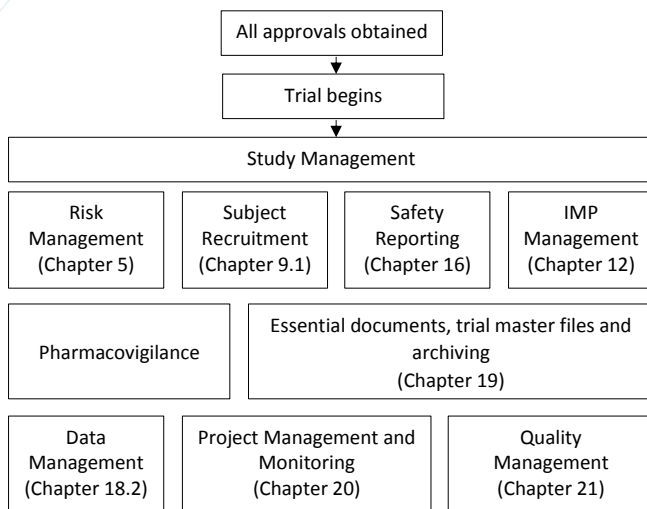 All approvals obtained
Trial begins
Study Management
Risk
Management
(Chapter 5)
Subject
Recruitment
(Chapter 9.1)
Safety
Reporting
(Chapter 16)
IMP
Management
(Chapter 12)
Pharmacovigilance
Essential documents, trial master files and
archiving
(Chapter 19)
Data
Management
(Chapter 18.2)
Project Management and
Monitoring
(Chapter 20)
Quality
Management
(Chapter 21)